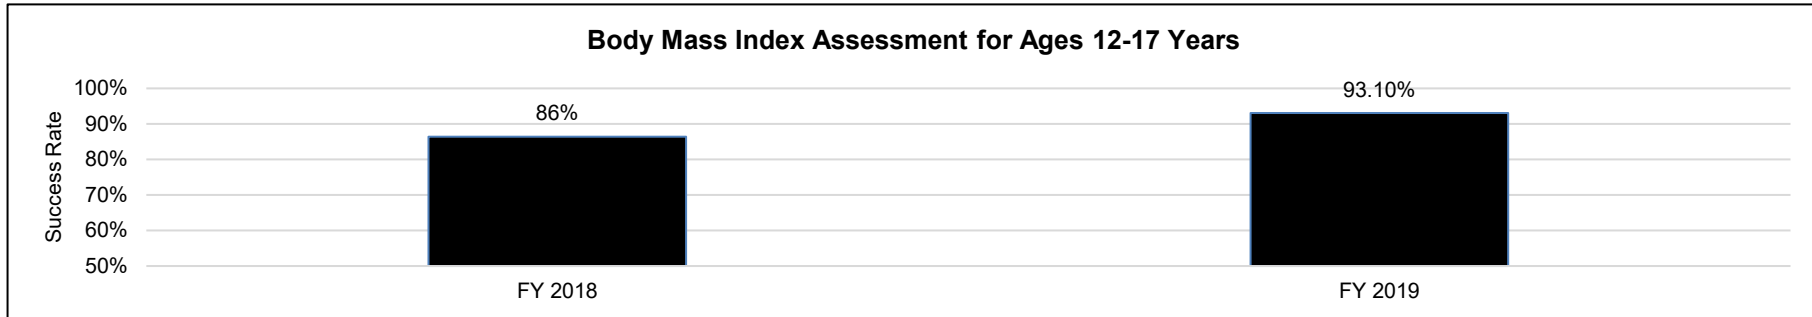 Body Mass Index Assessment for Ages 12-17 Years
Success Rate
100%
90%
80%
70%
60%
50%
86%
93.10%
FY 2018
FY 2019